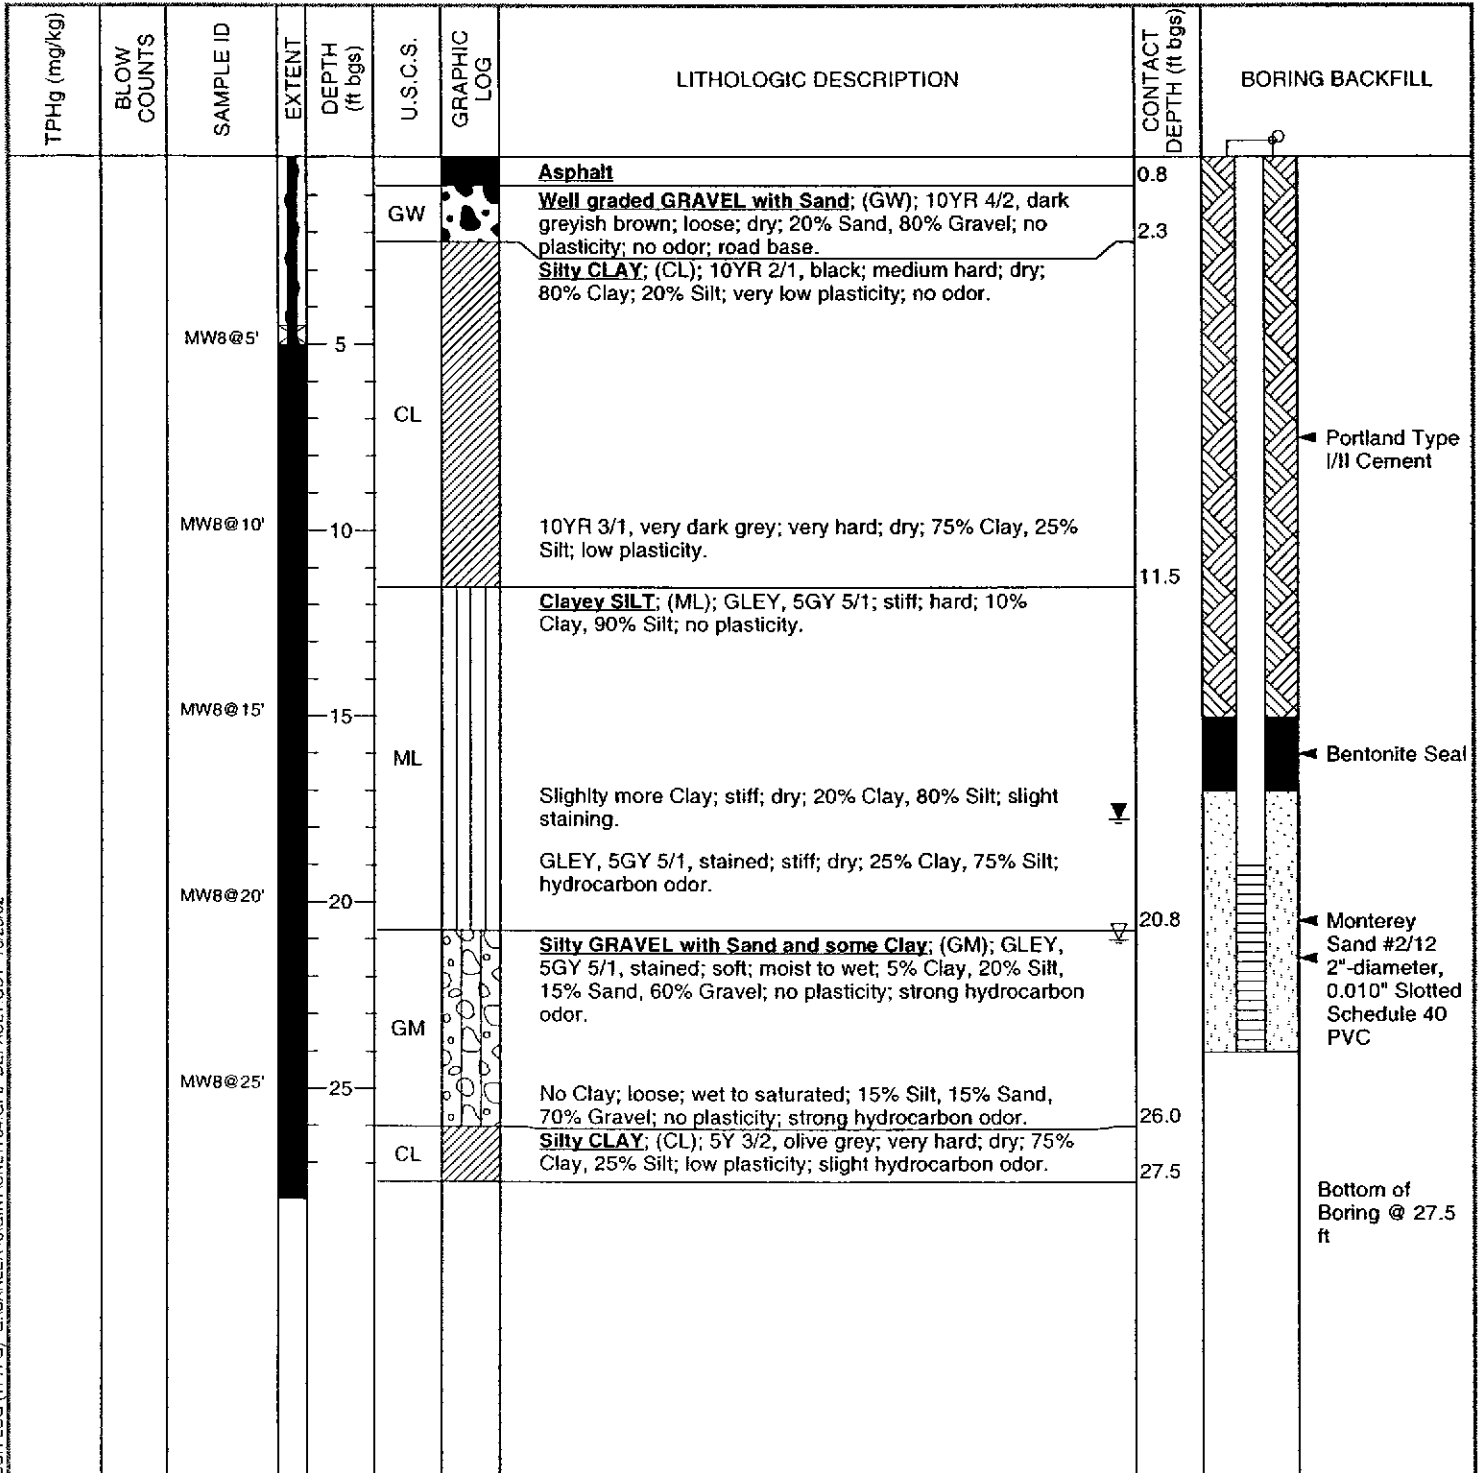 TPHg (mg/kg)
BLOW
COUNTS
SAMPLE ID
EXTENT
DEPTH
(ft bgs)
U.S.C.S.
GRAPHIC
LOG
LITHOLOGIC DESCRIPTION
CONTACT
DEPTH (ft bgs)
BORING BACKFILL
Asphalt
0.8
GW
Well graded GRAVEL with Sand; (GW); 10YR 4/2, dark
greyish brown; loose; dry; 20% Sand, 80% Gravel; no
plasticity; no odor; road base.
2.3
Silty CLAY; (CL); 10YR 2/1, black; medium hard; dry;
80% Clay; 20% Silt; very low plasticity; no odor.
MW8@5'
5
CL
Portland Type
I/II Cement
MW8@10'
10
10YR 3/1, very dark grey; very hard; dry; 75% Clay, 25%
Silt; low plasticity.
11.5
Clayey SILT; (ML); GLEY, 5GY 5/1; stiff; hard; 10%
Clay, 90% Silt; no plasticity.
MW8@15'
15
ML
Bentonite Seal
Slighlty more Clay; stiff; dry; 20% Clay, 80% Silt; slight
staining.
GLEY, 5GY 5/1, stained; stiff; dry; 25% Clay, 75% Silt;
hydrocarbon odor.
MW8@20'
20
20.8
Monterey
Sand #2/12
2"-diameter,
0.010" Slotted
Schedule 40
PVC
Silty GRAVEL with Sand and some Clay; (GM); GLEY,
5GY 5/1, stained; soft; moist to wet; 5% Clay, 20% Silt,
15% Sand, 60% Gravel; no plasticity; strong hydrocarbon
odor.
GM
MW8@25'
25
No Clay; loose; wet to saturated; 15% Silt, 15% Sand,
70% Gravel; no plasticity; strong hydrocarbon odor.
26.0
CL
Silty CLAY; (CL); 5Y 3/2, olive grey; very hard; dry; 75%
Clay, 25% Silt; low plasticity; slight hydrocarbon odor.
27.5
Bottom of
Boring @ 27.5
ft